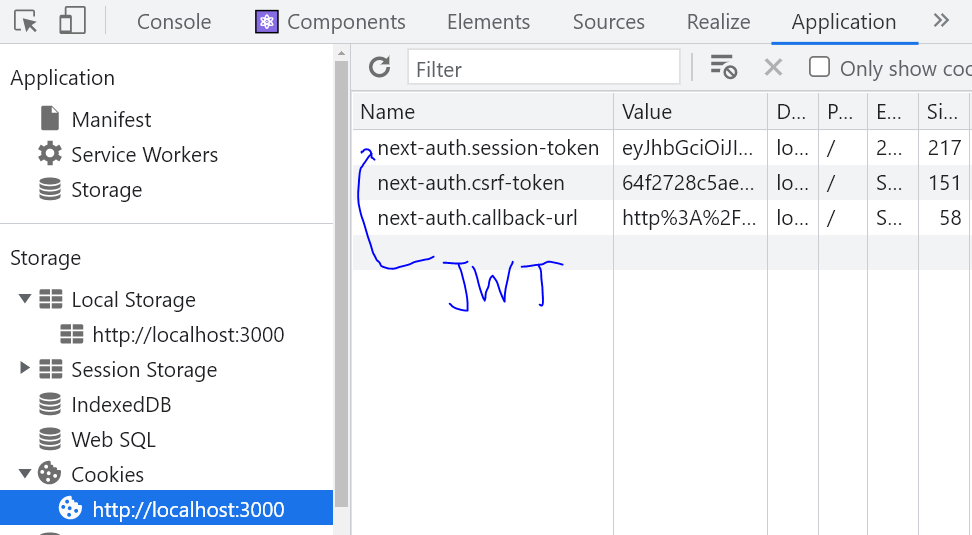 Console Components Elements Sources Realize Application
Application
Manifest
Service Workers
Storage
Storage
Local Storage
http://localhost:3000
Session Storage
IndexedDB
Web SQL
Cookies
http://localhost:3000
Filter Only show coo
Name Value D... P... E... Si...
next-auth.session-token eyJhbGciOiJI... lo... / 2... 217
next-auth.csrf-token 64f2728c5ae... lo... / S... 151
next-auth.callback-url http%3A%2F... lo... / S... 58
JWT